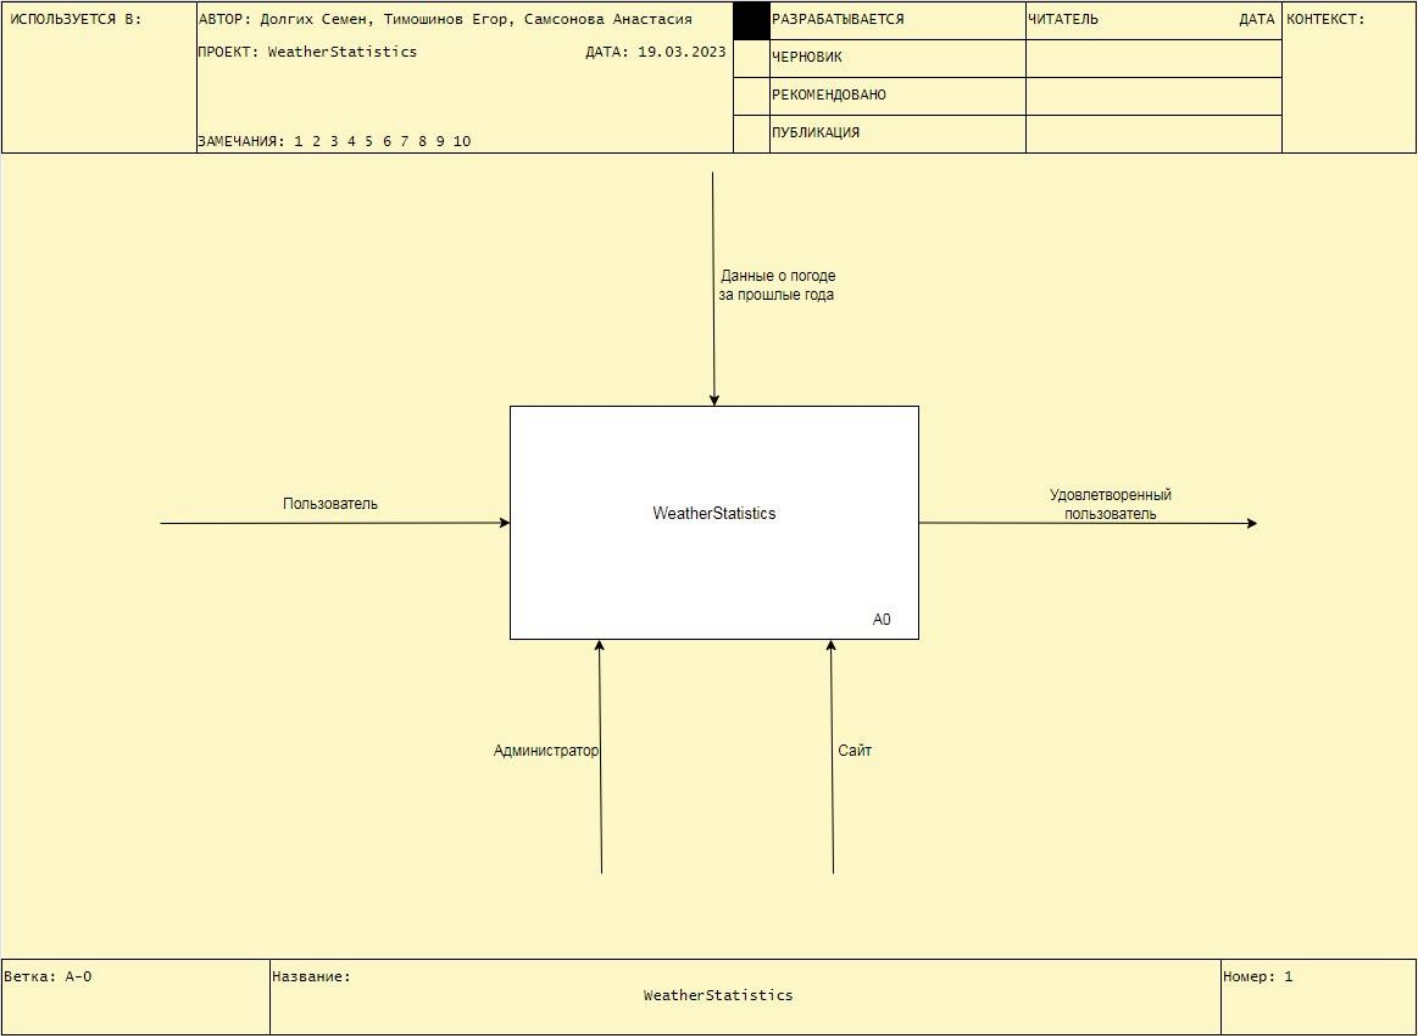 ИСПОЛЬЗУЕТСЯ В:
АВТОР: Долгих Семен, Тимошинов Егор, Самсонова Анастасия
ПРОЕКТ: WeatherStatistics
ДАТА: 19.03.2023
ЗАМЕЧАНИЯ: 1 2 3 4 5 6 7 8 9 10
РАЗРАБАТЫВАЕТСЯ
ЧЕРНОВИК
РЕКОМЕНДОВАНО
ПУБЛИКАЦИЯ
ЧИТАТЕЛЬ
ДАТА
КОНТЕКСТ:
Данные о погоде
за прошлые года
Пользователь
WeatherStatistics
A0
Удовлетворенный
пользователь
Администратор
Сайт
Ветка: А-0
Название:
WeatherStatistics
Номер: 1